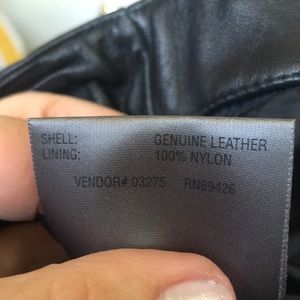 SHELL: GENUINE LEATHER
LINING: 100% NYLON
VENDOR# 03275 RN69426